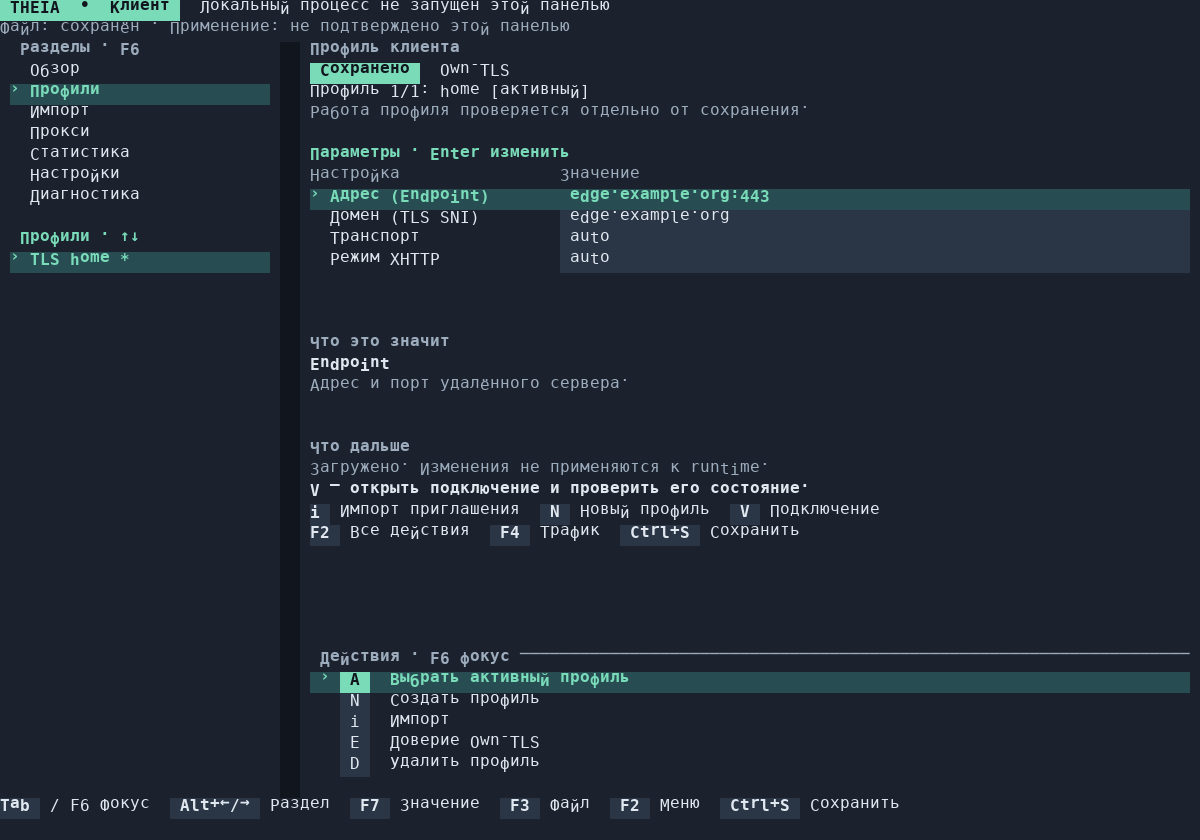 THEIA • Клиент Локальный процесс не запущен этой панелью
Файл: сохранён · Применение: не подтверждено этой панелью
Разделы · F6
Обзор
› Профили
Импорт
Прокси
Статистика
Настройки
Диагностика
Профили · ↑↓
› TLS home *
Профиль клиента
Сохранено Own-TLS
Профиль 1/1: home [активный]
Работа профиля проверяется отдельно от сохранения.
Параметры · Enter изменить
Настройка Значение
› Адрес (Endpoint) edge.example.org:443
Домен (TLS SNI) edge.example.org
Транспорт auto
Режим XHTTP auto
Что это значит
Endpoint
Адрес и порт удалённого сервера.
Что дальше
Загружено. Изменения не применяются к runtime.
V — открыть подключение и проверить его состояние.
i Импорт приглашения N Новый профиль V Подключение
F2 Все действия F4 Трафик Ctrl+S Сохранить
Действия · F6 фокус
› A Выбрать активный профиль
N Создать профиль
i Импорт
E Доверие Own-TLS
D Удалить профиль
Tab / F6 Фокус Alt+←/→ Раздел F7 Значение F3 Файл F2 Меню Ctrl+S Сохранить